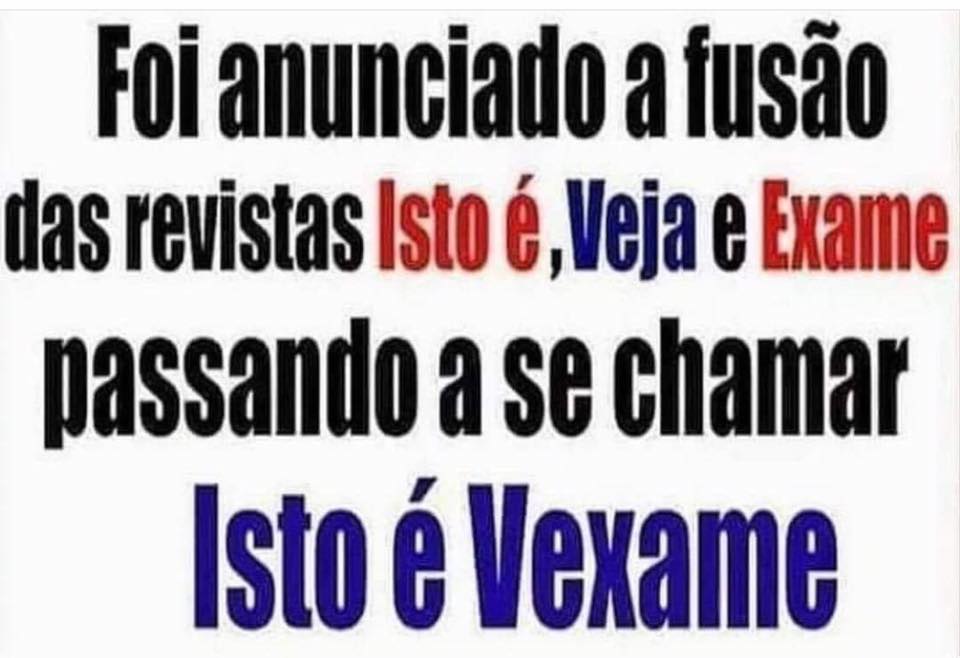 Foi anunciado a fusão
das revistas Isto é, Veja e Exame
passando a se chamar
Isto é Vexame